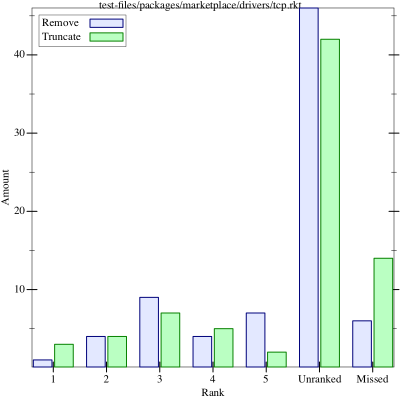 test-files/packages/marketplace/drivers/tcp.rkt
Remove
Truncate
40
30
20
10
Amount
1 2 3 4 5 Unranked Missed
Rank